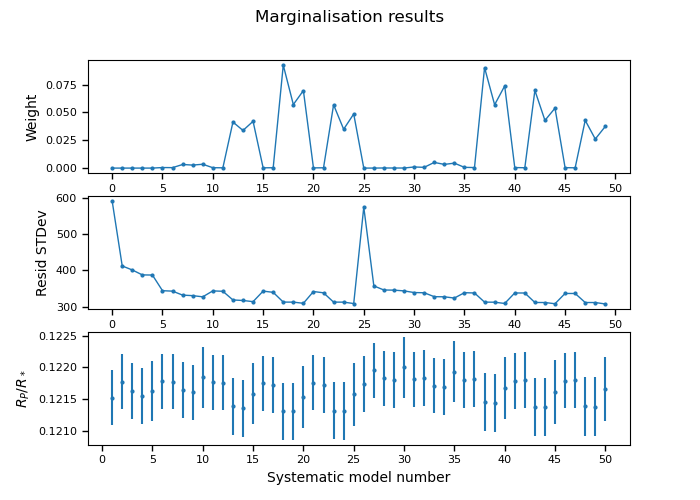 Marginalisation results
Weight
0.075
0.050
0.025
0.000
0 5 10 15 20 25 30 35 40 45 50
Resid STDev
600
500
400
300
0 5 10 15 20 25 30 35 40 45 50
R_P/R_*
0.1225
0.1220
0.1215
0.1210
0 5 10 15 20 25 30 35 40 45 50
Systematic model number